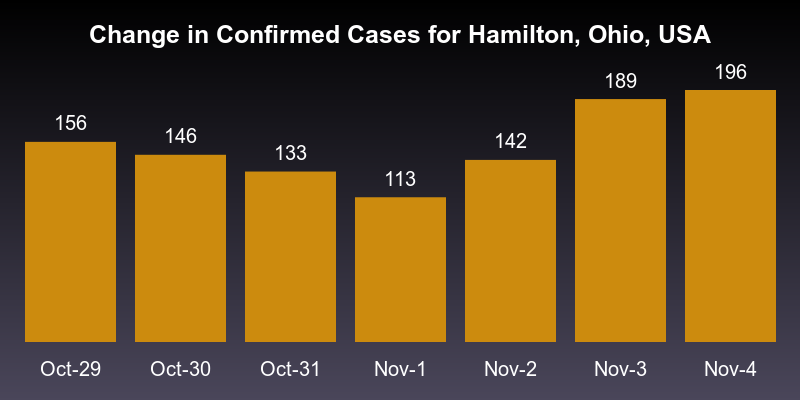 Change in Confirmed Cases for Hamilton, Ohio, USA
156 146 133 113 142 189 196
Oct-29 Oct-30 Oct-31 Nov-1 Nov-2 Nov-3 Nov-4